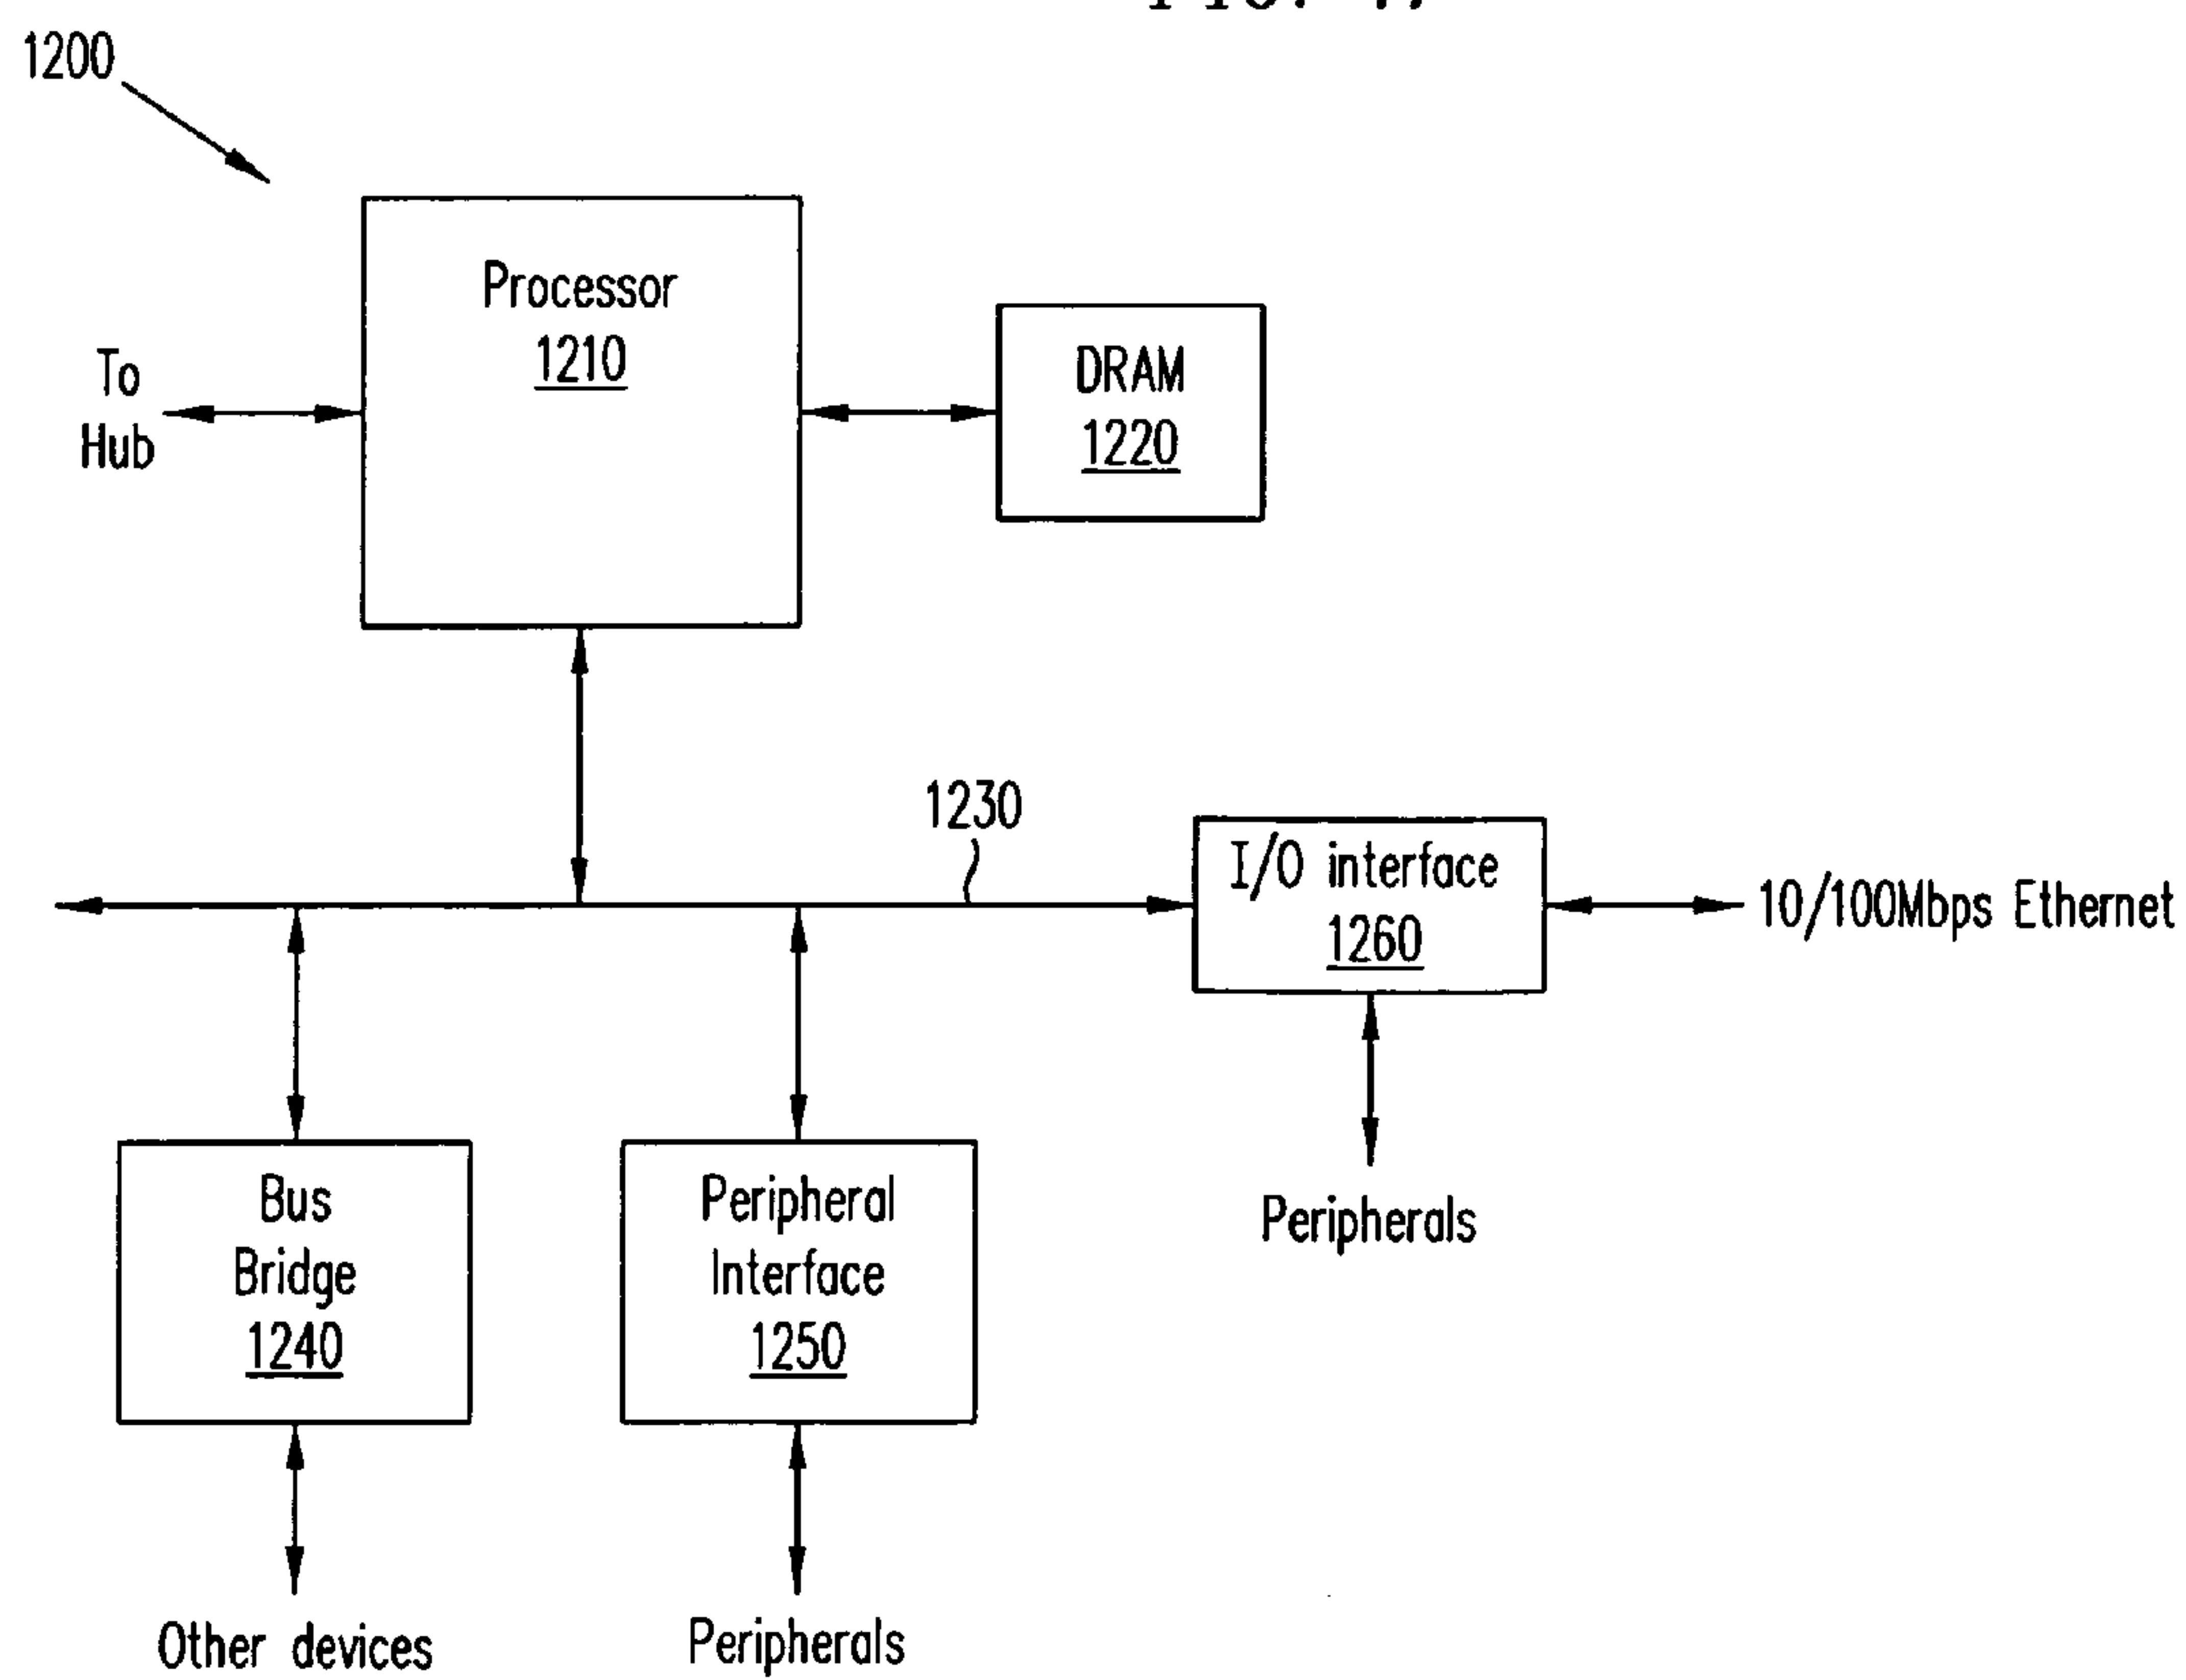 1200
Processor
1210
To
Hub
DRAM
1220
1230
I/O interface
1260
10/100Mbps Ethernet
Peripherals
Bus
Bridge
1240
Peripheral
Interface
1250
Other devices
Peripherals